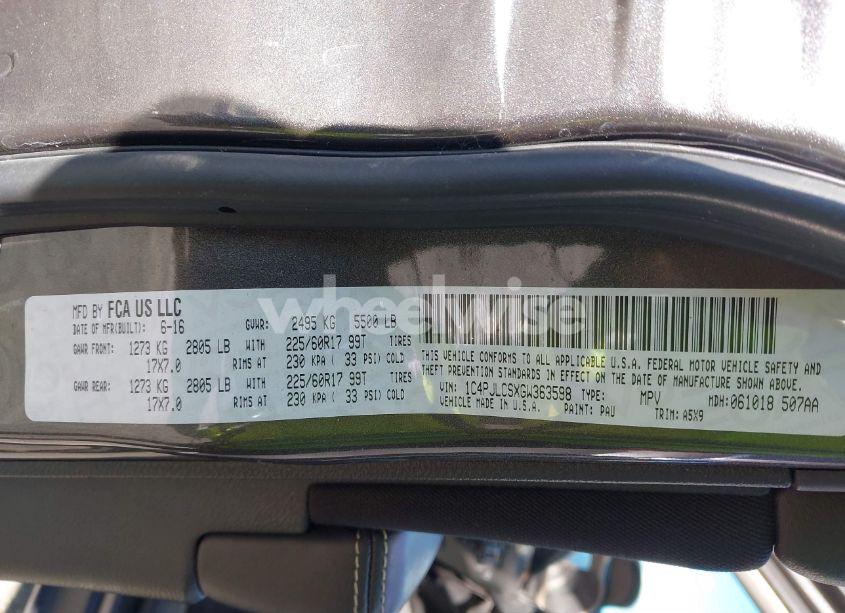 MFD BY FCA US LLC
DATE OF MFR(BUILT): 6-16 GVWR: 2495 KG 5500 LB
GAWR FRONT: 1273 KG 2805 LB WITH 225/60R17 99T TIRES
17X7.0 RIMS AT 230 KPA ( 33 PSI) COLD
GAWR REAR: 1273 KG 2805 LB WITH 225/60R17 99T TIRES
17X7.0 RIMS AT 230 KPA ( 33 PSI) COLD
THIS VEHICLE CONFORMS TO ALL APPLICABLE U.S.A. FEDERAL MOTOR VEHICLE SAFETY AND
THEFT PREVENTION STANDARDS IN EFFECT ON THE DATE OF MANUFACTURE SHOWN ABOVE.
VIN: 1C4PJLCSXGW363598 TYPE: MPV MDH:061018 507AA
VEHICLE MADE IN U.S.A. PAINT: PAU TRIM: A5X9
wheelwise